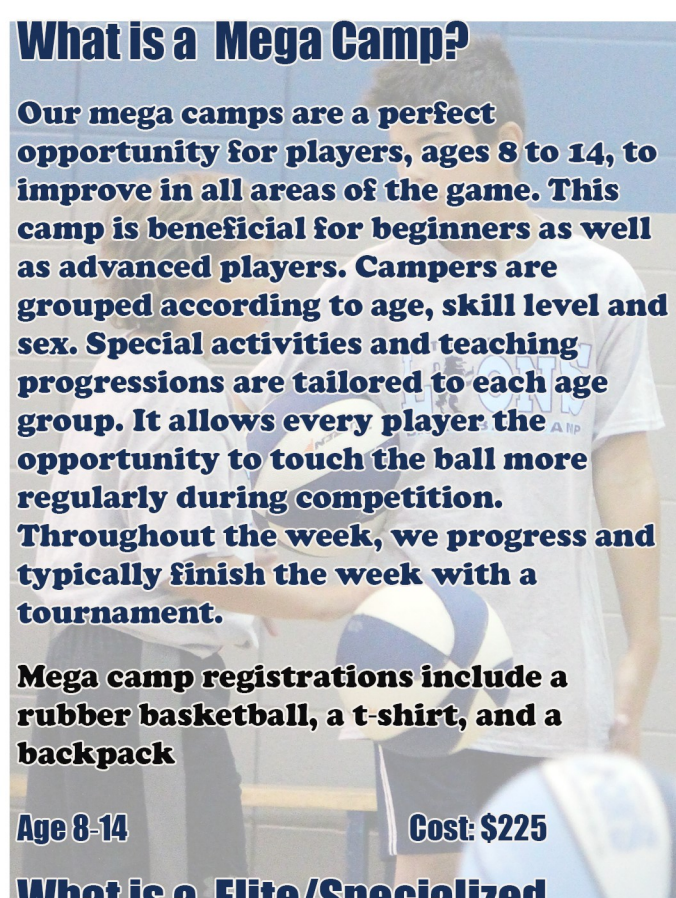 What is a Mega Camp?
Our mega camps are a perfect
opportunity for players, ages 8 to 14, to
improve in all areas of the game. This
camp is beneficial for beginners as well
as advanced players. Campers are
grouped according to age, skill level and
sex. Special activities and teaching
progressions are tailored to each age
group. It allows every player the
opportunity to touch the ball more
regularly during competition.
Throughout the week, we progress and
typically finish the week with a
tournament.
Mega camp registrations include a
rubber basketball, a t-shirt, and a
backpack
Age 8-14 Cost: $225
What is a Elite/Specialized